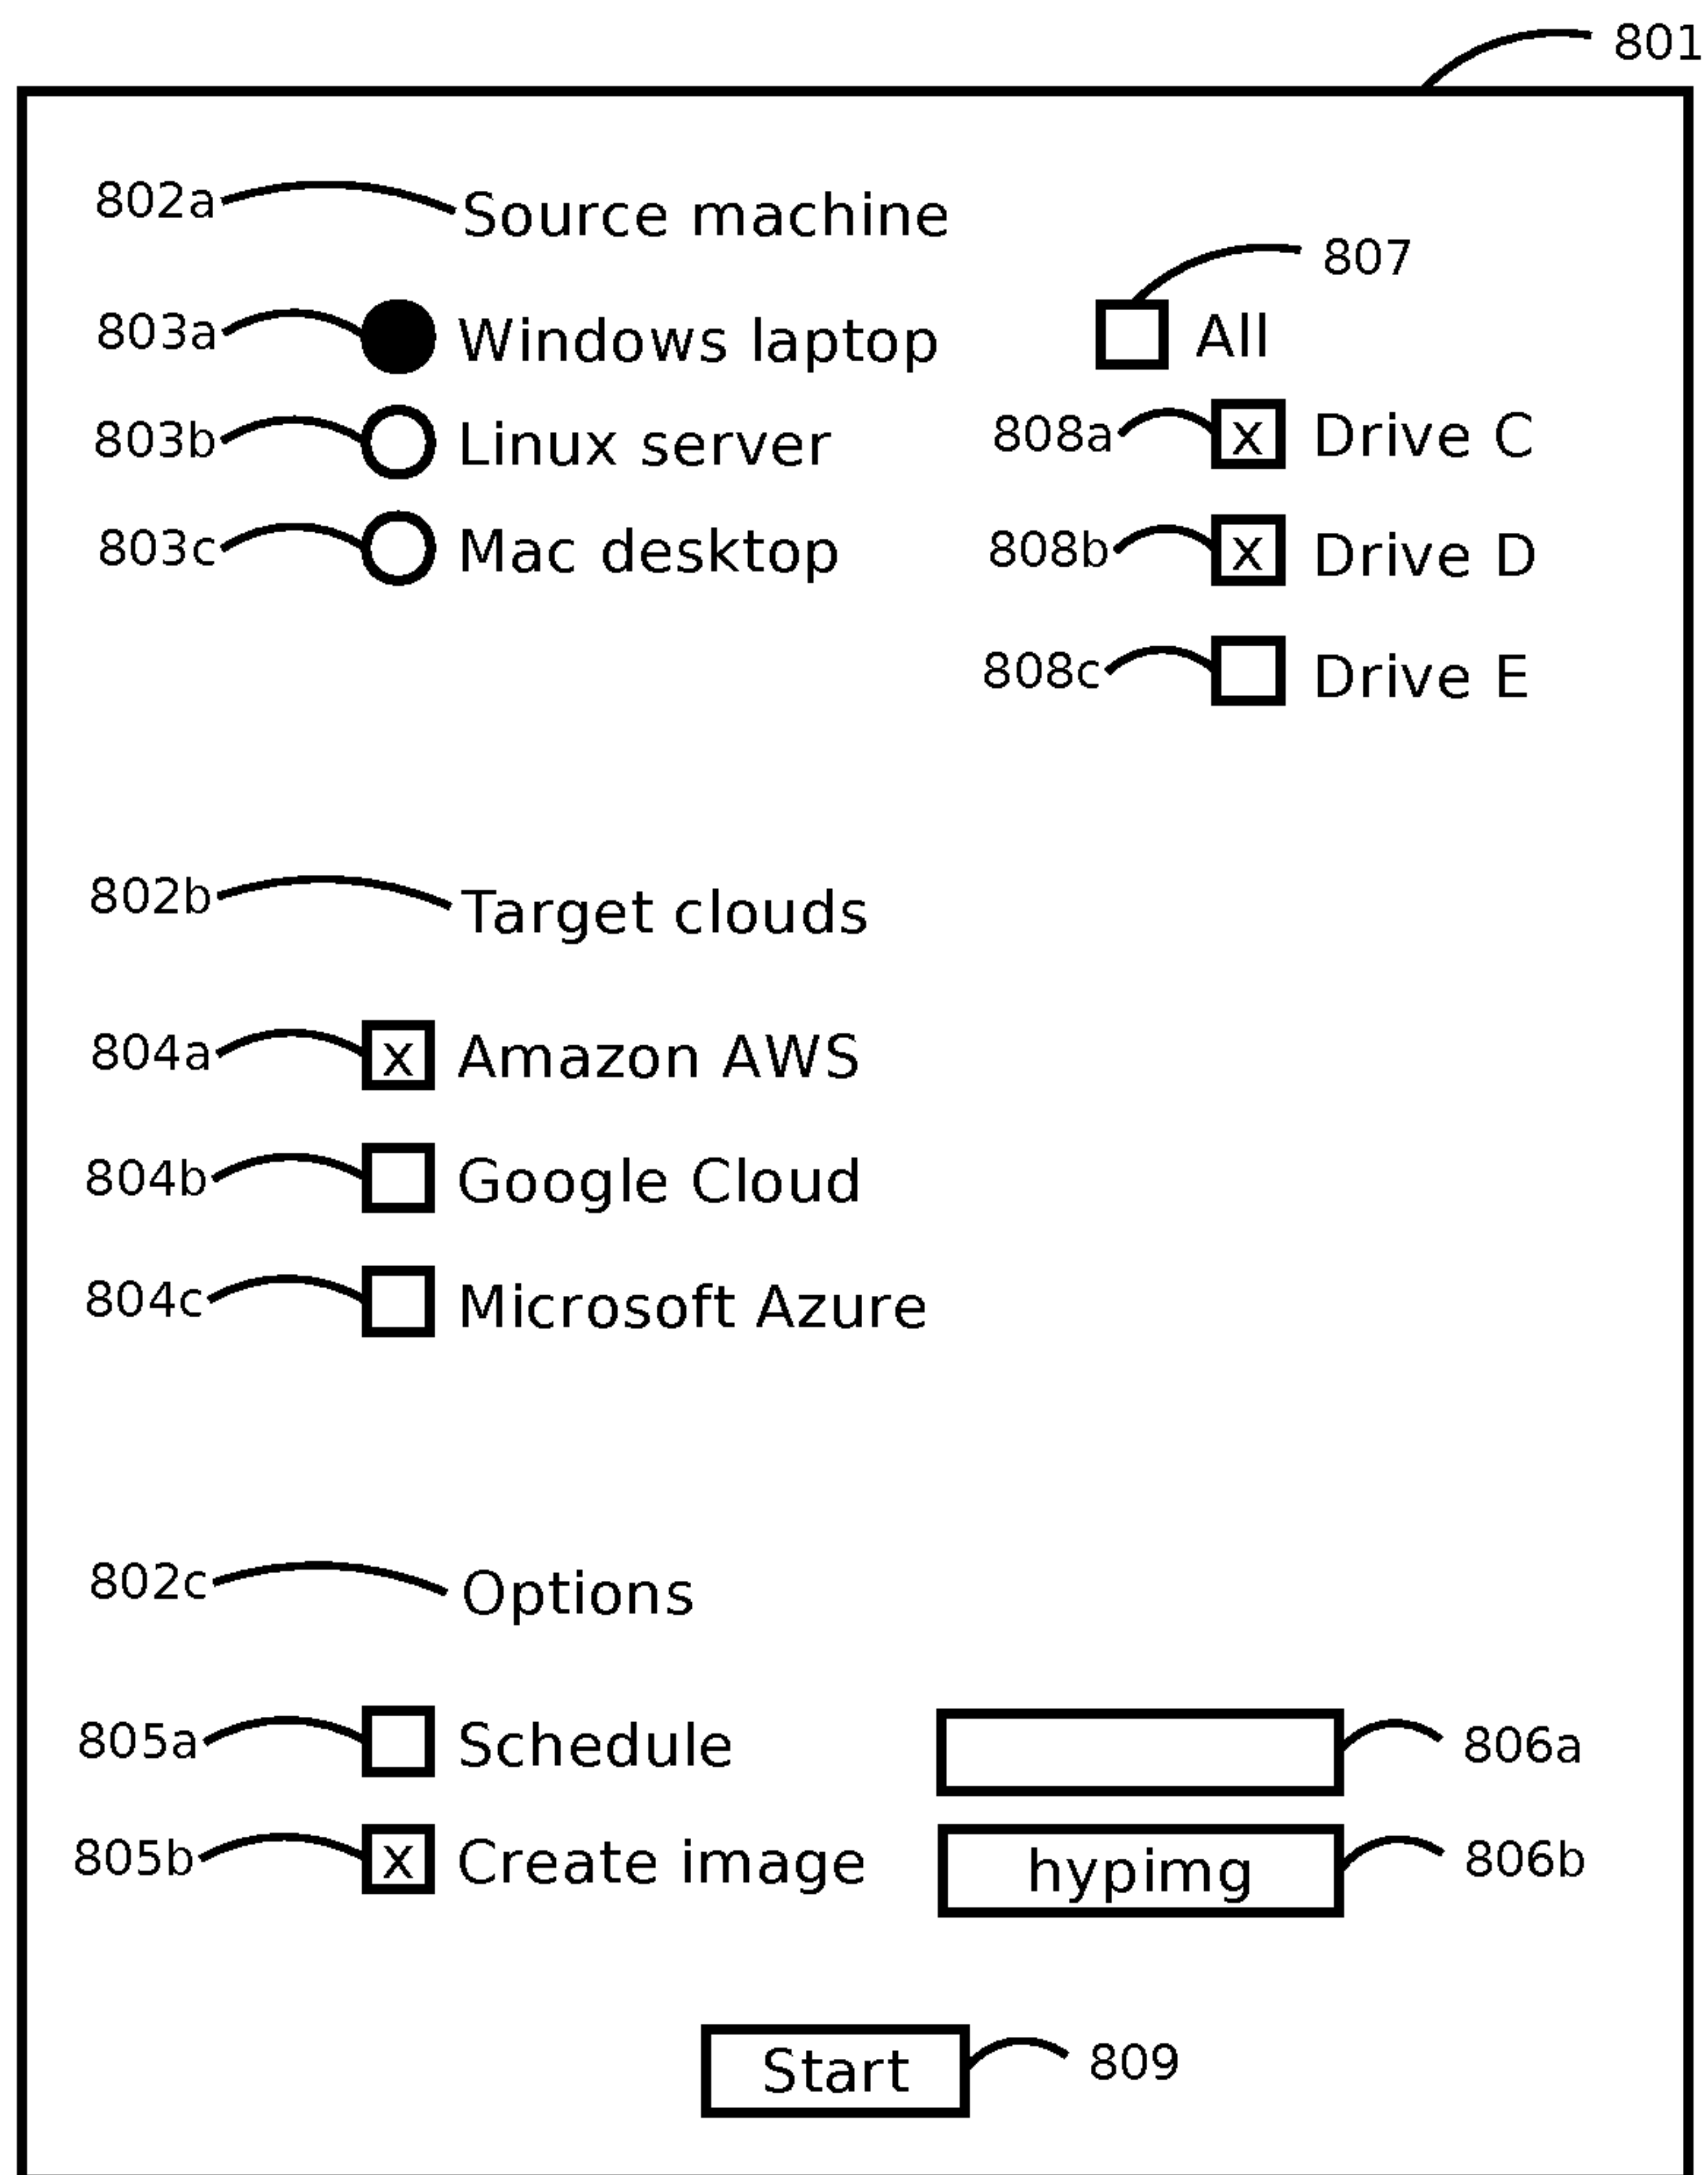 801
802a Source machine
807
803a Windows laptop All
803b Linux server 808a x Drive C
803c Mac desktop 808b x Drive D
808c Drive E
802b Target clouds
804a x Amazon AWS
804b Google Cloud
804c Microsoft Azure
802c Options
805a Schedule 806a
805b x Create image hypimg 806b
Start 809